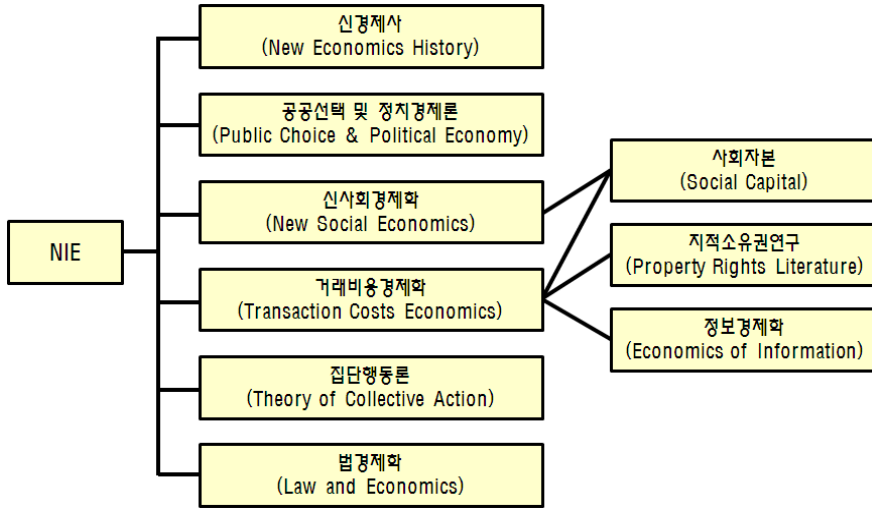 NIE
신경제사
(New Economics History)
공공선택 및 정치경제론
(Public Choice & Political Economy)
신사회경제학
(New Social Economics)
거래비용경제학
(Transaction Costs Economics)
집단행동론
(Theory of Collective Action)
법경제학
(Law and Economics)
사회자본
(Social Capital)
지적소유권연구
(Property Rights Literature)
정보경제학
(Economics of Information)